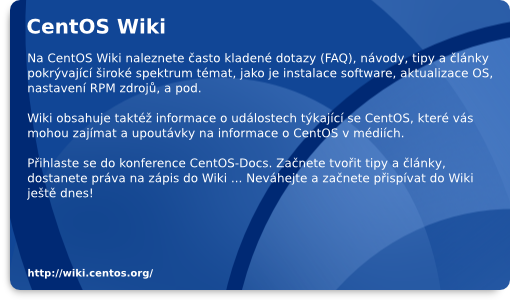 CentOS Wiki
Na CentOS Wiki naleznete často kladené dotazy (FAQ), návody, tipy a články
pokrývající široké spektrum témat, jako je instalace software, aktualizace OS,
nastavení RPM zdrojů, a pod.
Wiki obsahuje taktéž informace o událostech týkající se CentOS, které vás
mohou zajímat a upoutávky na informace o CentOS v médiích.
Přihlaste se do konference CentOS-Docs. Začnete tvořit tipy a články,
dostanete práva na zápis do Wiki ... Neváhejte a začnete přispívat do Wiki
ještě dnes!
http://wiki.centos.org/